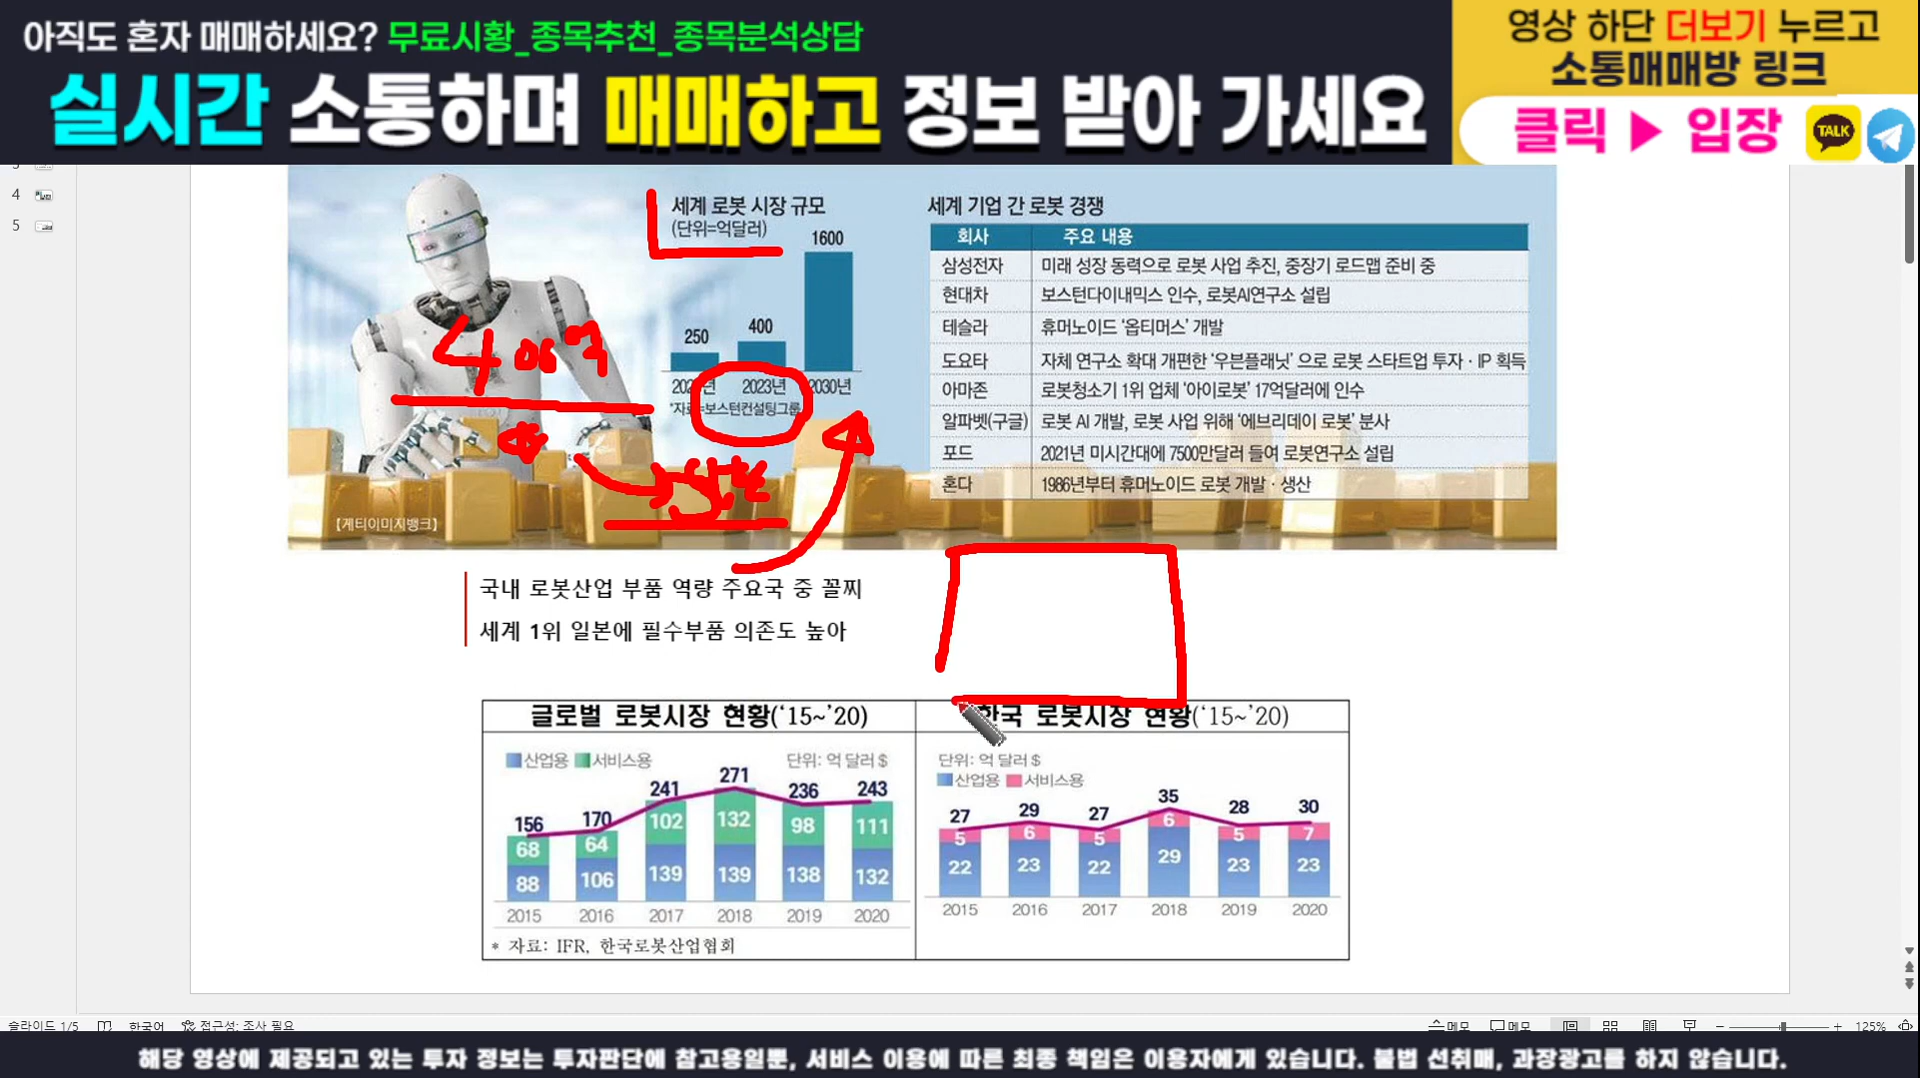 아직도 혼자 매매하세요? 무료시황_종목추천_종목분석상담
실시간 소통하며 매매하고 정보 받아 가세요
영상 하단 더보기 누르고
소통매매방 링크
클릭 ▶ 입장
TALK
4
5
세계 로봇 시장 규모
(단위=억달러)
1600
400
250
2023년
2030년
보스턴컨설팅그룹
【게티이미지뱅크】
세계 기업 간 로봇 경쟁
회사 주요 내용
삼성전자 미래 성장 동력으로 로봇 사업 추진, 중장기 로드맵 준비 중
현대차 보스턴다이내믹스 인수, 로봇AI연구소 설립
테슬라 휴머노이드 ‘옵티머스’ 개발
도요타 자체 연구소 확대 개편한 ‘우븐플래닛’ 으로 로봇 스타트업 투자·IP 획득
아마존 로봇청소기 1위 업체 ‘아이로봇’ 17억달러에 인수
알파벳(구글) 로봇 AI 개발, 로봇 사업 위해 ‘에브리데이 로봇’ 분사
포드 2021년 미시간대에 7500만달러 들여 로봇연구소 설립
혼다 1986년부터 휴머노이드 로봇 개발·생산
국내 로봇산업 부품 역량 주요국 중 꼴찌
세계 1위 일본에 필수부품 의존도 높아
글로벌 로봇시장 현황(‘15~’20)
산업용 서비스용 단위: 억 달러 $
156 170 241 271 236 243
68 64 102 132 98 111
88 106 139 139 138 132
2015 2016 2017 2018 2019 2020
* 자료: IFR, 한국로봇산업협회
한국 로봇시장 현황(‘15~’20)
단위: 억 달러 $
산업용 서비스용
27 29 27 35 28 30
5 6 5 6 5 7
22 23 22 29 23 23
2015 2016 2017 2018 2019 2020
슬라이드 1/5 한국어 접근성: 조사 필요
메모 메모 125%
해당 영상에 제공되고 있는 투자 정보는 투자판단에 참고용일뿐, 서비스 이용에 따른 최종 책임은 이용자에게 있습니다. 불법 선취매, 과장광고를 하지 않습니다.